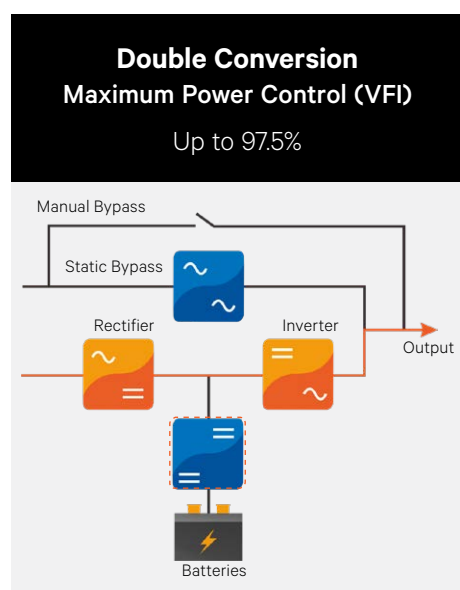 Double Conversion
Maximum Power Control (VFI)
Up to 97.5%
Manual Bypass
Static Bypass
Rectifier
Inverter
Output
Batteries